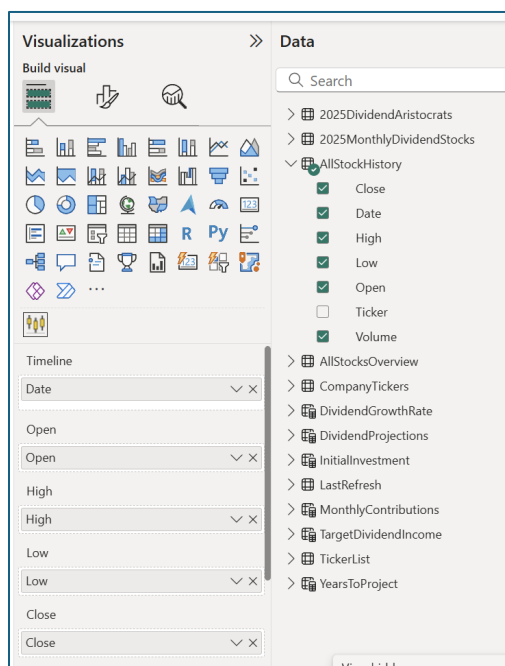 Visualizations
Build visual
123
R
Py
123
...
Timeline
Date
Open
Open
High
High
Low
Low
Close
Close
Data
Search
2025DividendAristocrats
2025MonthlyDividendStocks
AllStockHistory
Close
Date
High
Low
Open
Ticker
Volume
AllStocksOverview
CompanyTickers
DividendGrowthRate
DividendProjections
InitialInvestment
LastRefresh
MonthlyContributions
TargetDividendIncome
TickerList
YearsToProject